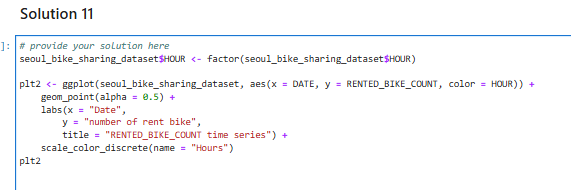 Solution 11
]: # provide your solution here
seoul_bike_sharing_dataset$HOUR <- factor(seoul_bike_sharing_dataset$HOUR)
plt2 <- ggplot(seoul_bike_sharing_dataset, aes(x = DATE, y = RENTED_BIKE_COUNT, color = HOUR)) +
    geom_point(alpha = 0.5) +
    labs(x = "Date",
        y = "number of rent bike",
        title = "RENTED_BIKE_COUNT time series") +
    scale_color_discrete(name = "Hours")
plt2